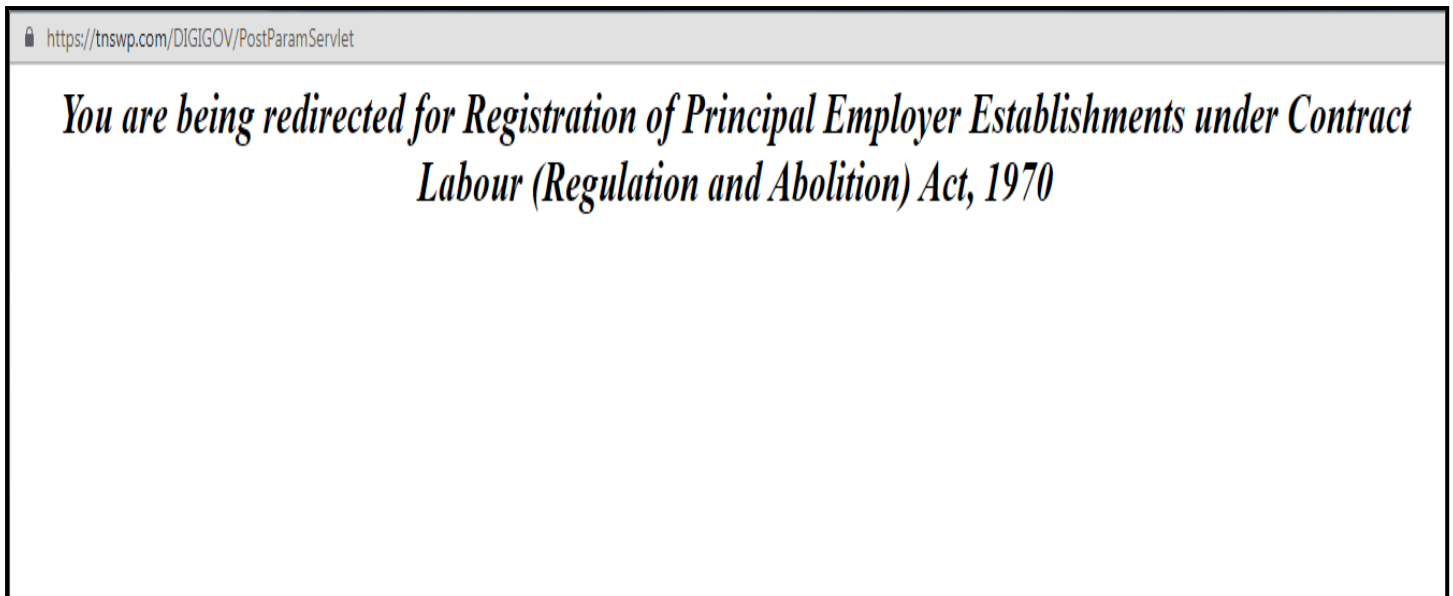 https://tnswp.com/DIGIGOV/PostParamServlet
You are being redirected for Registration of Principal Employer Establishments under Contract
Labour (Regulation and Abolition) Act, 1970